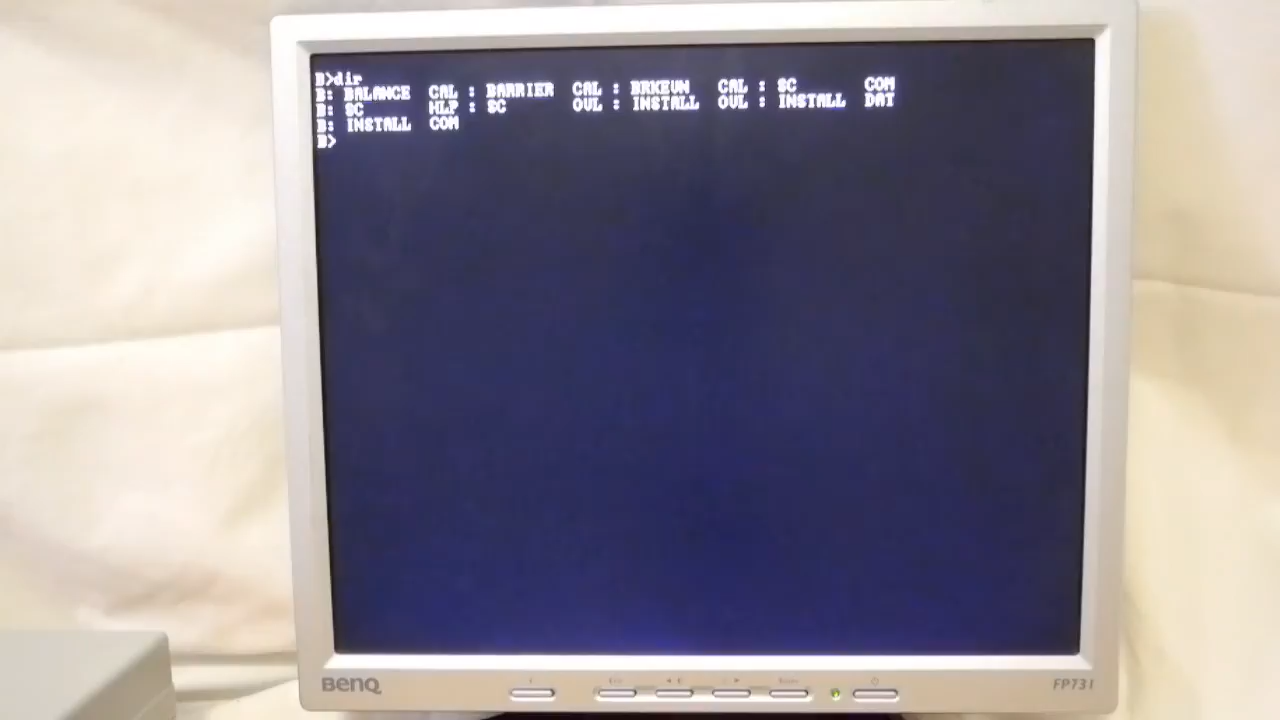 B>dir
B: BALANCE  CAL : BARRIER  CAL : BRKEVN   CAL : SC       COM
B: SC       HLP : SC       OVL : INSTALL  OVL : INSTALL  DAT
B: INSTALL  COM
B>
BenQ
FP731